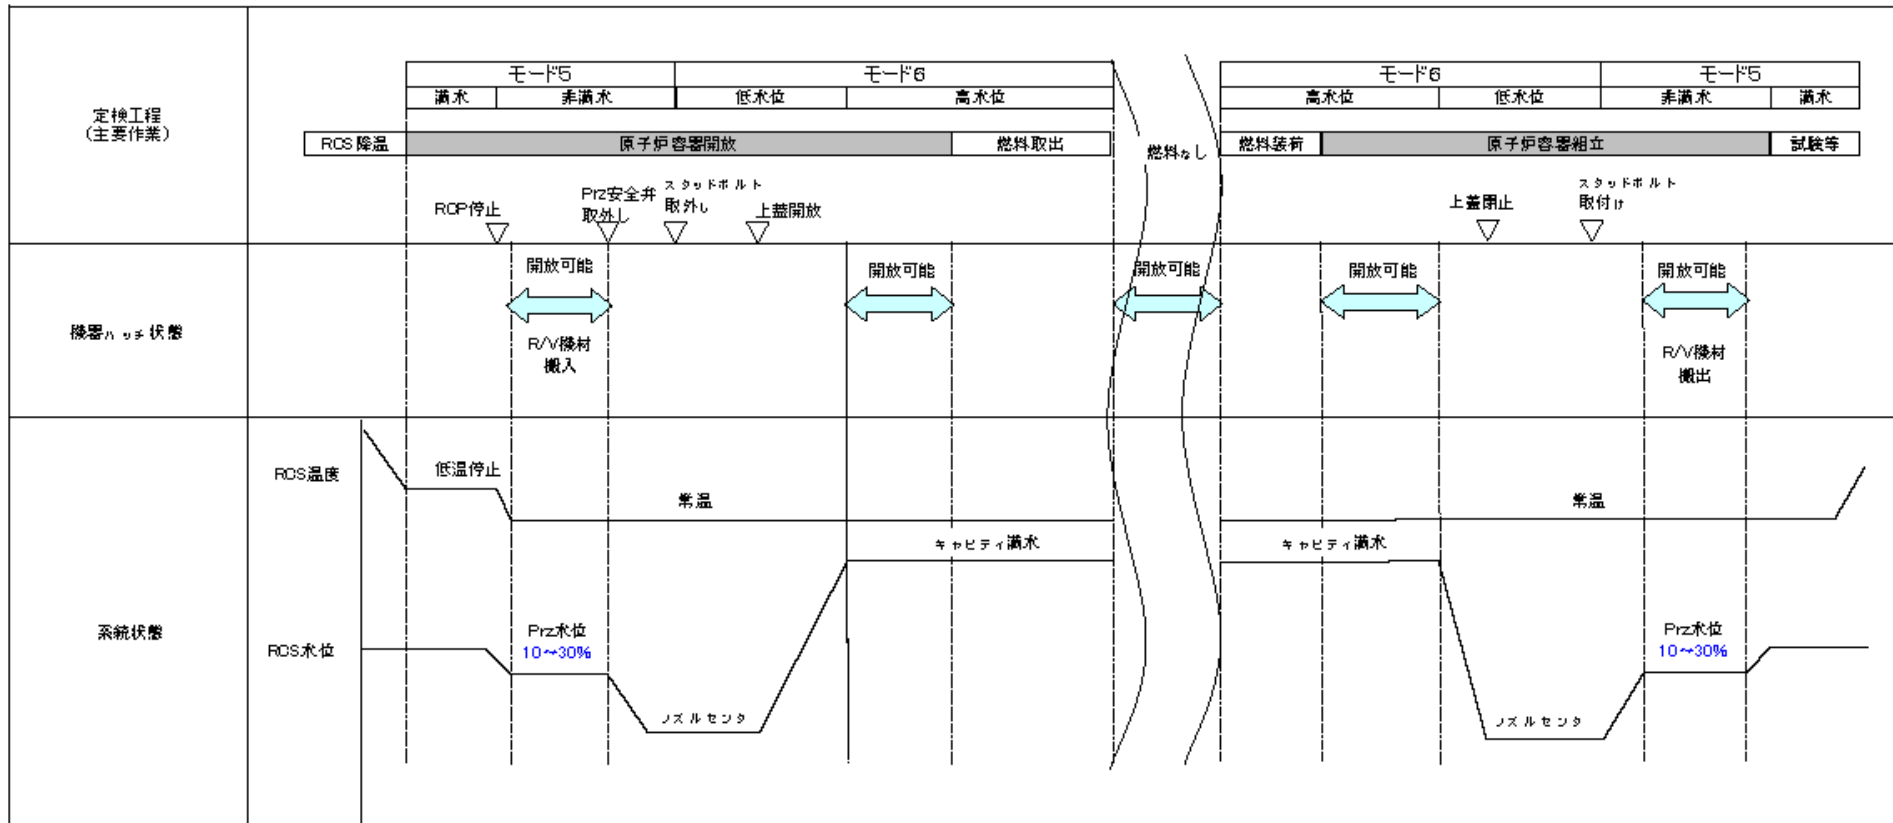 定検工程
（主要作業）
モード5
モード6
モード6
モード5
満水
非満水
低水位
高水位
高水位
低水位
非満水
満水
RCS降温
原子炉容器開放
燃料取出
燃料なし
燃料装荷
原子炉容器組立
試験等
RCP停止
Prz安全弁
取外し
スタッドボルト
取外し
上蓋開放
上蓋閉止
スタッドボルト
取付け
機器ハッチ状態
開放可能
開放可能
開放可能
開放可能
開放可能
R/V機材
搬入
R/V機材
搬出
系統状態
RCS温度
低温停止
常温
常温
キャビティ満水
キャビティ満水
RCS水位
Prz水位
10～30%
ノズルセンタ
ノズルセンタ
Prz水位
10～30%